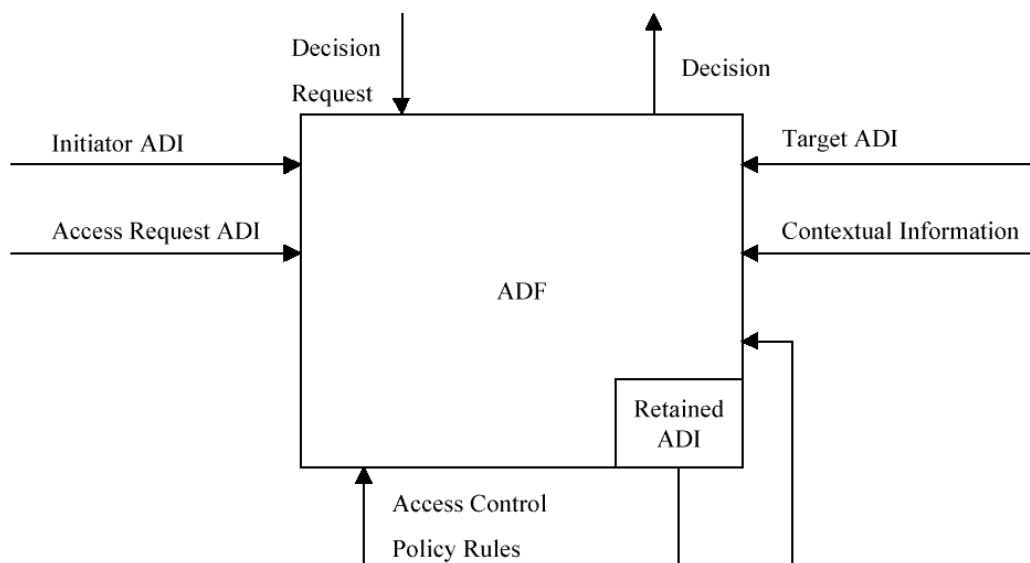 Decision
Request
Decision
Initiator ADI
Target ADI
Access Request ADI
Contextual Information
ADF
Retained
ADI
Access Control
Policy Rules